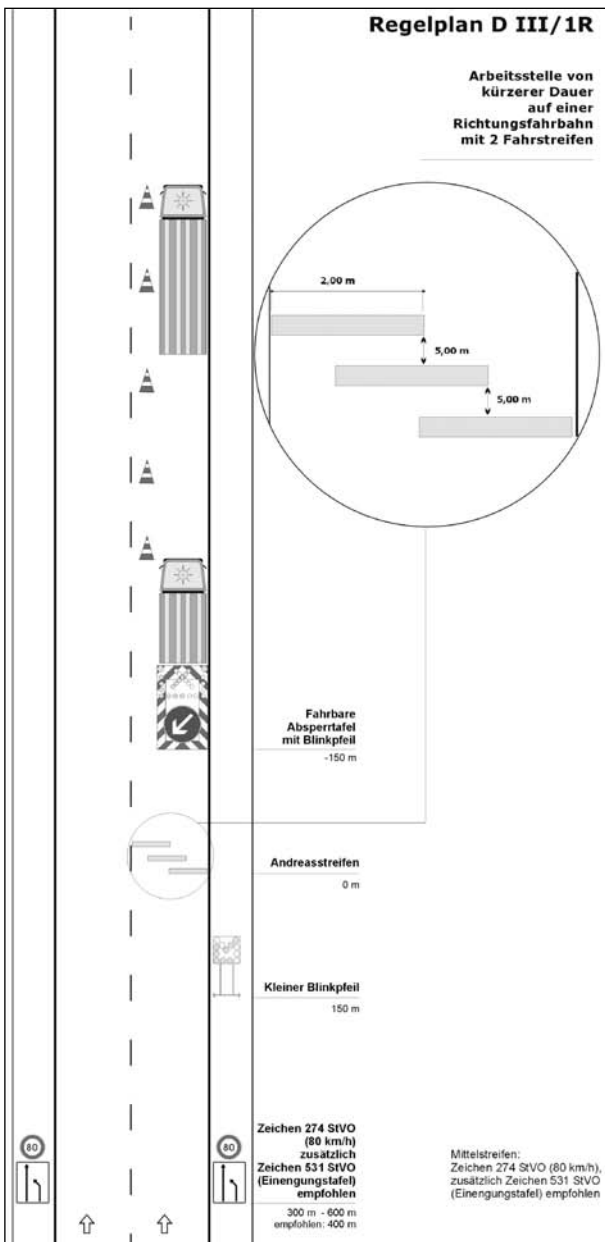 Regelplan D III/1R
Arbeitsstelle von
kürzerer Dauer
auf einer
Richtungsfahrbahn
mit 2 Fahrstreifen
2,00 m
5,00 m
5,00 m
Fahrbare
Absperrtafel
mit Blinkpfeil
-150 m
Andreasstreifen
0 m
Kleiner Blinkpfeil
150 m
80
80
Zeichen 274 StVO
(80 km/h)
zusätzlich
Zeichen 531 StVO
(Einengungstafel)
empfohlen
300 m - 600 m
empfohlen: 400 m
Mittelstreifen:
Zeichen 274 StVO (80 km/h),
zusätzlich Zeichen 531 StVO
(Einengungstafel) empfohlen